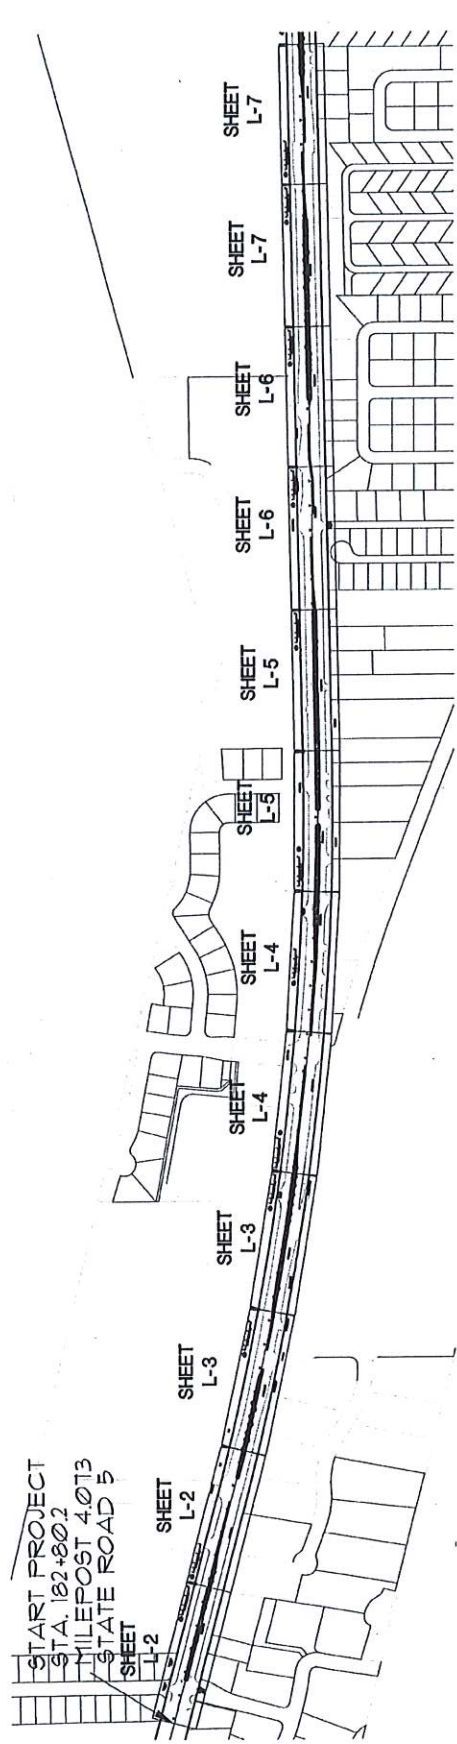 SHEET
L-7
SHEET
L-7
SHEET
L-6
SHEET
L-6
SHEET
L-5
SHEET
L-5
SHEET
L-4
SHEET
L-4
SHEET
L-3
SHEET
L-3
SHEET
L-2
START PROJECT
STA. 182+80.2
MILEPOST 4.073
STATE ROAD 5
SHEET
L-2